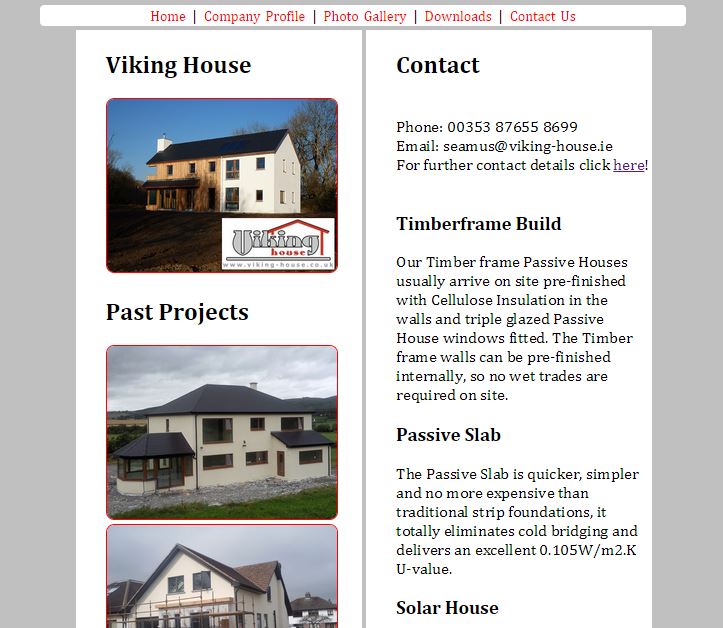 Home | Company Profile | Photo Gallery | Downloads | Contact Us
Viking House
Viking
house
www.viking-house.co.uk
Past Projects
Contact
Phone: 00353 87655 8699
Email: seamus@viking-house.ie
For further contact details click here!
Timberframe Build
Our Timber frame Passive Houses
usually arrive on site pre-finished
with Cellulose Insulation in the
walls and triple glazed Passive
House windows fitted. The Timber
frame walls can be pre-finished
internally, so no wet trades are
required on site.
Passive Slab
The Passive Slab is quicker, simpler
and no more expensive than
traditional strip foundations, it
totally eliminates cold bridging and
delivers an excellent 0.105W/m2.K
U-value.
Solar House